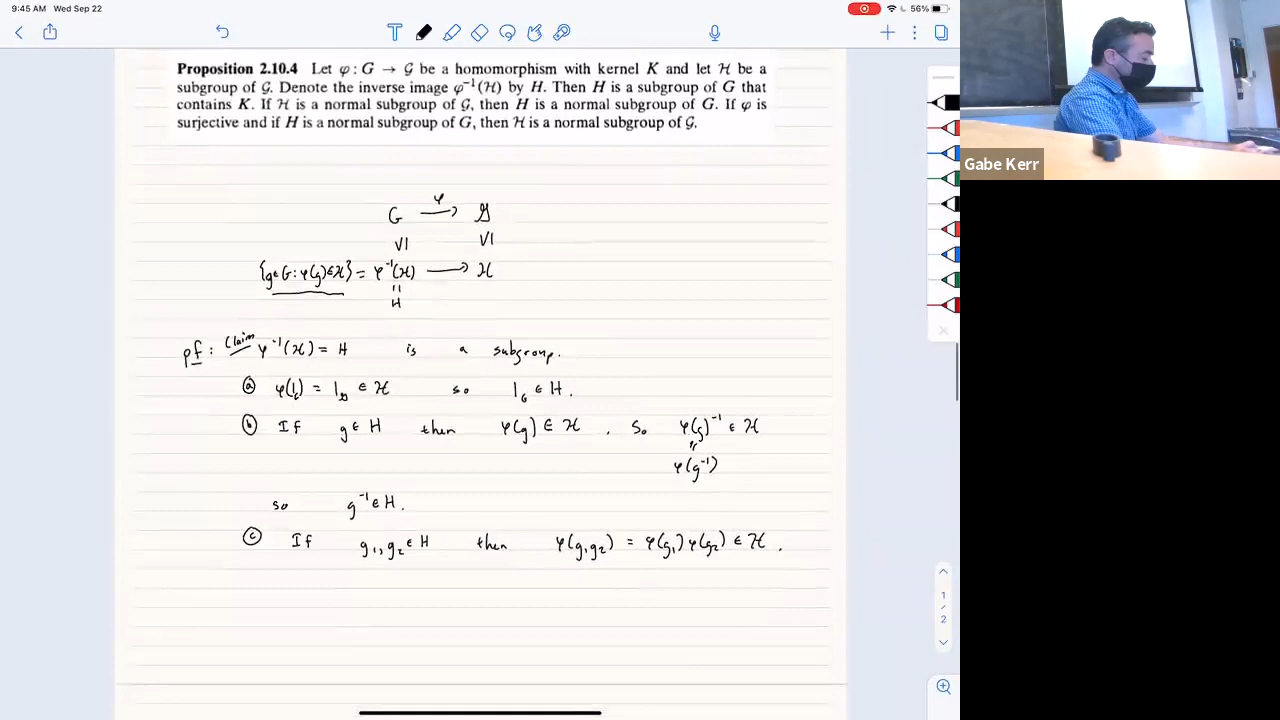 9:45 AM Wed Sep 22
56%
Proposition 2.10.4 Let φ : G → 𝒢 be a homomorphism with kernel K and let ℋ be a
subgroup of 𝒢. Denote the inverse image φ⁻¹(ℋ) by H. Then H is a subgroup of G that
contains K. If ℋ is a normal subgroup of 𝒢, then H is a normal subgroup of G. If φ is
surjective and if H is a normal subgroup of G, then ℋ is a normal subgroup of 𝒢.
φ
G ⟶ 𝒢
VI VI
{g∈G : φ(g)∈ℋ} = φ⁻¹(ℋ) ⟶ ℋ
=
H
pf : Claim φ⁻¹(ℋ) = H is a subgroup.
ⓐ φ(1_G) = 1_𝒢 ∈ ℋ so 1_G ∈ H.
ⓑ If g ∈ H then φ(g) ∈ ℋ . So φ(g)⁻¹ ∈ ℋ
=
φ(g⁻¹)
so g⁻¹ ∈ H.
ⓒ If g₁, g₂ ∈ H then φ(g₁g₂) = φ(g₁)φ(g₂) ∈ ℋ .
1
/
2
Gabe Kerr